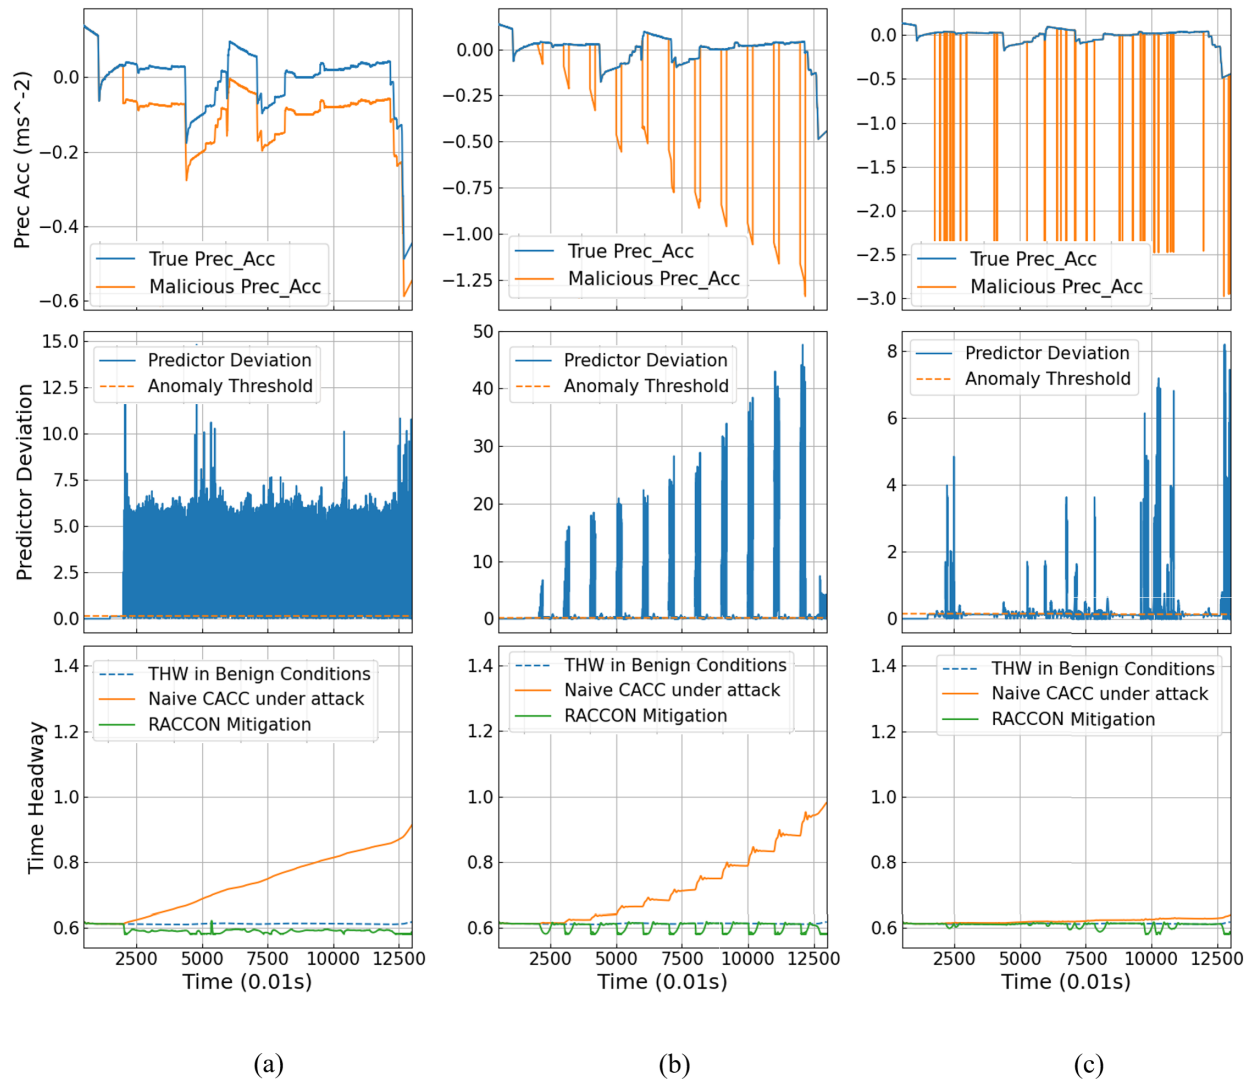 Prec Acc (ms^-2)
0.0
−0.2
−0.4
−0.6
True Prec_Acc
Malicious Prec_Acc
0.00
−0.25
−0.50
−0.75
−1.00
−1.25
True Prec_Acc
Malicious Prec_Acc
0.0
−0.5
−1.0
−1.5
−2.0
−2.5
−3.0
True Prec_Acc
Malicious Prec_Acc
Predictor Deviation
15.0
12.5
10.0
7.5
5.0
2.5
0.0
Predictor Deviation
Anomaly Threshold
50
40
30
20
10
0
Predictor Deviation
Anomaly Threshold
8
6
4
2
0
Predictor Deviation
Anomaly Threshold
Time Headway
1.4
1.2
1.0
0.8
0.6
THW in Benign Conditions
Naive CACC under attack
RACCON Mitigation
2500 5000 7500 10000 12500
Time (0.01s)
1.4
1.2
1.0
0.8
0.6
THW in Benign Conditions
Naive CACC under attack
RACCON Mitigation
2500 5000 7500 10000 12500
Time (0.01s)
1.4
1.2
1.0
0.8
0.6
THW in Benign Conditions
Naive CACC under attack
RACCON Mitigation
2500 5000 7500 10000 12500
Time (0.01s)
(a)
(b)
(c)